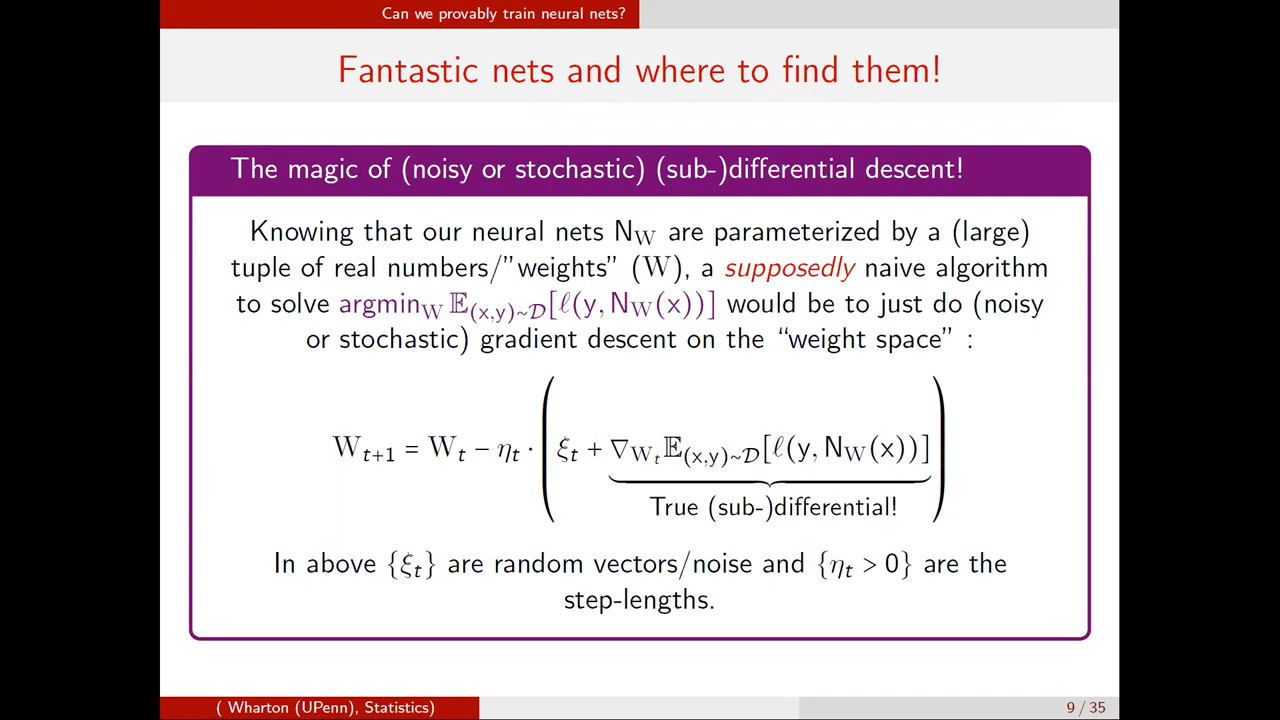 Can we provably train neural nets?
Fantastic nets and where to find them!
The magic of (noisy or stochastic) (sub-)differential descent!
Knowing that our neural nets N_W are parameterized by a (large)
tuple of real numbers/"weights" (W), a supposedly naive algorithm
to solve argmin_W 𝔼_(x,y)∼𝒟[ℓ(y, N_W(x))] would be to just do (noisy
or stochastic) gradient descent on the “weight space” :
W_{t+1} = W_t − η_t · ( ξ_t + ∇_{W_t} 𝔼_(x,y)∼𝒟[ℓ(y, N_W(x))] )
True (sub-)differential!
In above {ξ_t} are random vectors/noise and {η_t > 0} are the
step-lengths.
( Wharton (UPenn), Statistics)
9 / 35